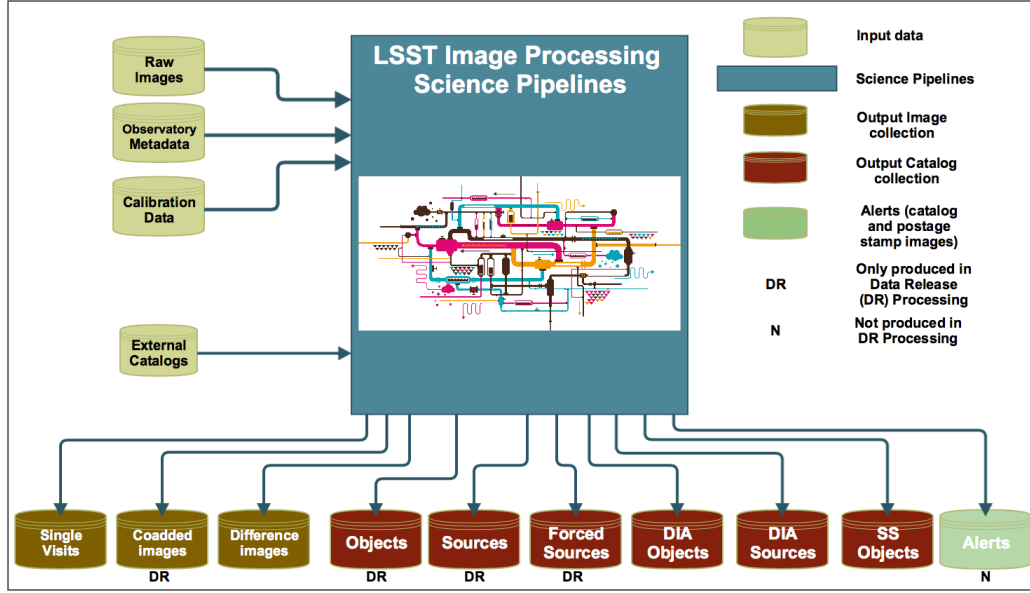 LSST Image Processing
Science Pipelines
Raw
Images
Observatory
Metadata
Calibration
Data
External
Catalogs
Input data
Science Pipelines
Output Image
collection
Output Catalog
collection
Alerts (catalog
and postage
stamp images)
DR
Only produced in
Data Release
(DR) Processing
N
Not produced in
DR Processing
Single
Visits
Coadded
images
DR
Difference
images
Objects
DR
Sources
DR
Forced
Sources
DR
DIA
Objects
DIA
Sources
SS
Objects
Alerts
N